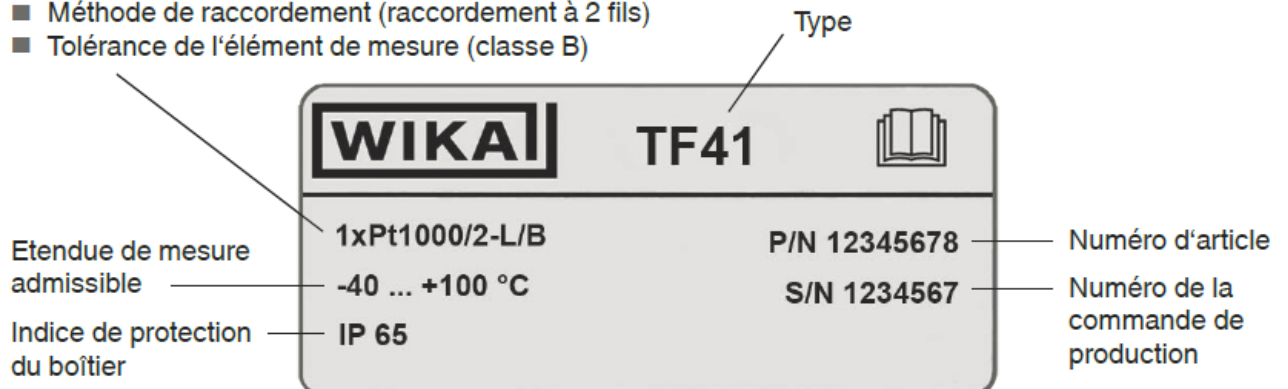 ■ Méthode de raccordement (raccordement à 2 fils)
■ Tolérance de l‘élément de mesure (classe B)
Type
WIKA
TF41
1xPt1000/2-L/B
-40 ... +100 °C
IP 65
P/N 12345678
S/N 1234567
Etendue de mesure
admissible
Indice de protection
du boîtier
Numéro d‘article
Numéro de la
commande de
production